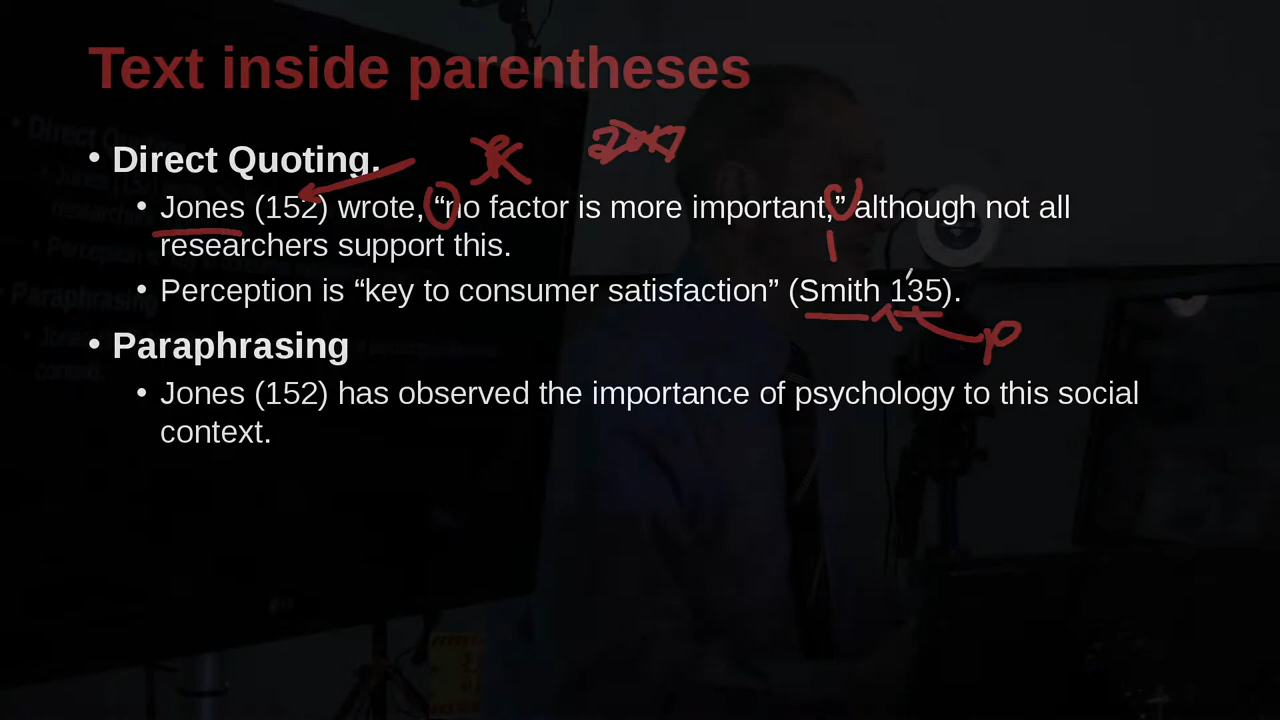 Text inside parentheses
• Direct Quoting.
• Jones (152) wrote, “no factor is more important,” although not all
researchers support this.
• Perception is “key to consumer satisfaction” (Smith 135).
p
• Paraphrasing
• Jones (152) has observed the importance of psychology to this social
context.